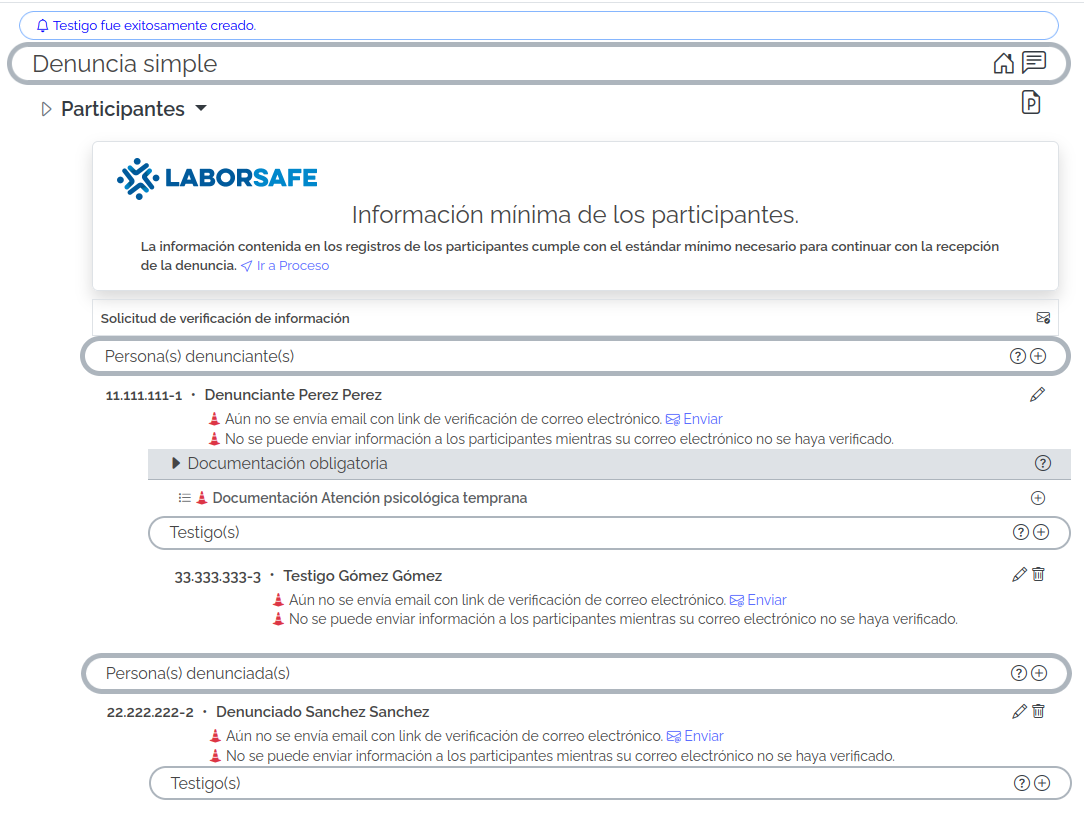 Testigo fue exitosamente creado.
Denuncia simple
Participantes
P
LABORSAFE
Información mínima de los participantes.
La información contenida en los registros de los participantes cumple con el estándar mínimo necesario para continuar con la recepción
de la denuncia. Ir a Proceso
Solicitud de verificación de información
Persona(s) denunciante(s) ?
11.111.111-1 • Denunciante Perez Perez
Aún no se envía email con link de verificación de correo electrónico. Enviar
No se puede enviar información a los participantes mientras su correo electrónico no se haya verificado.
Documentación obligatoria ?
Documentación Atención psicológica temprana
Testigo(s) ?
33.333.333-3 • Testigo Gómez Gómez
Aún no se envía email con link de verificación de correo electrónico. Enviar
No se puede enviar información a los participantes mientras su correo electrónico no se haya verificado.
Persona(s) denunciada(s) ?
22.222.222-2 • Denunciado Sanchez Sanchez
Aún no se envía email con link de verificación de correo electrónico. Enviar
No se puede enviar información a los participantes mientras su correo electrónico no se haya verificado.
Testigo(s) ?